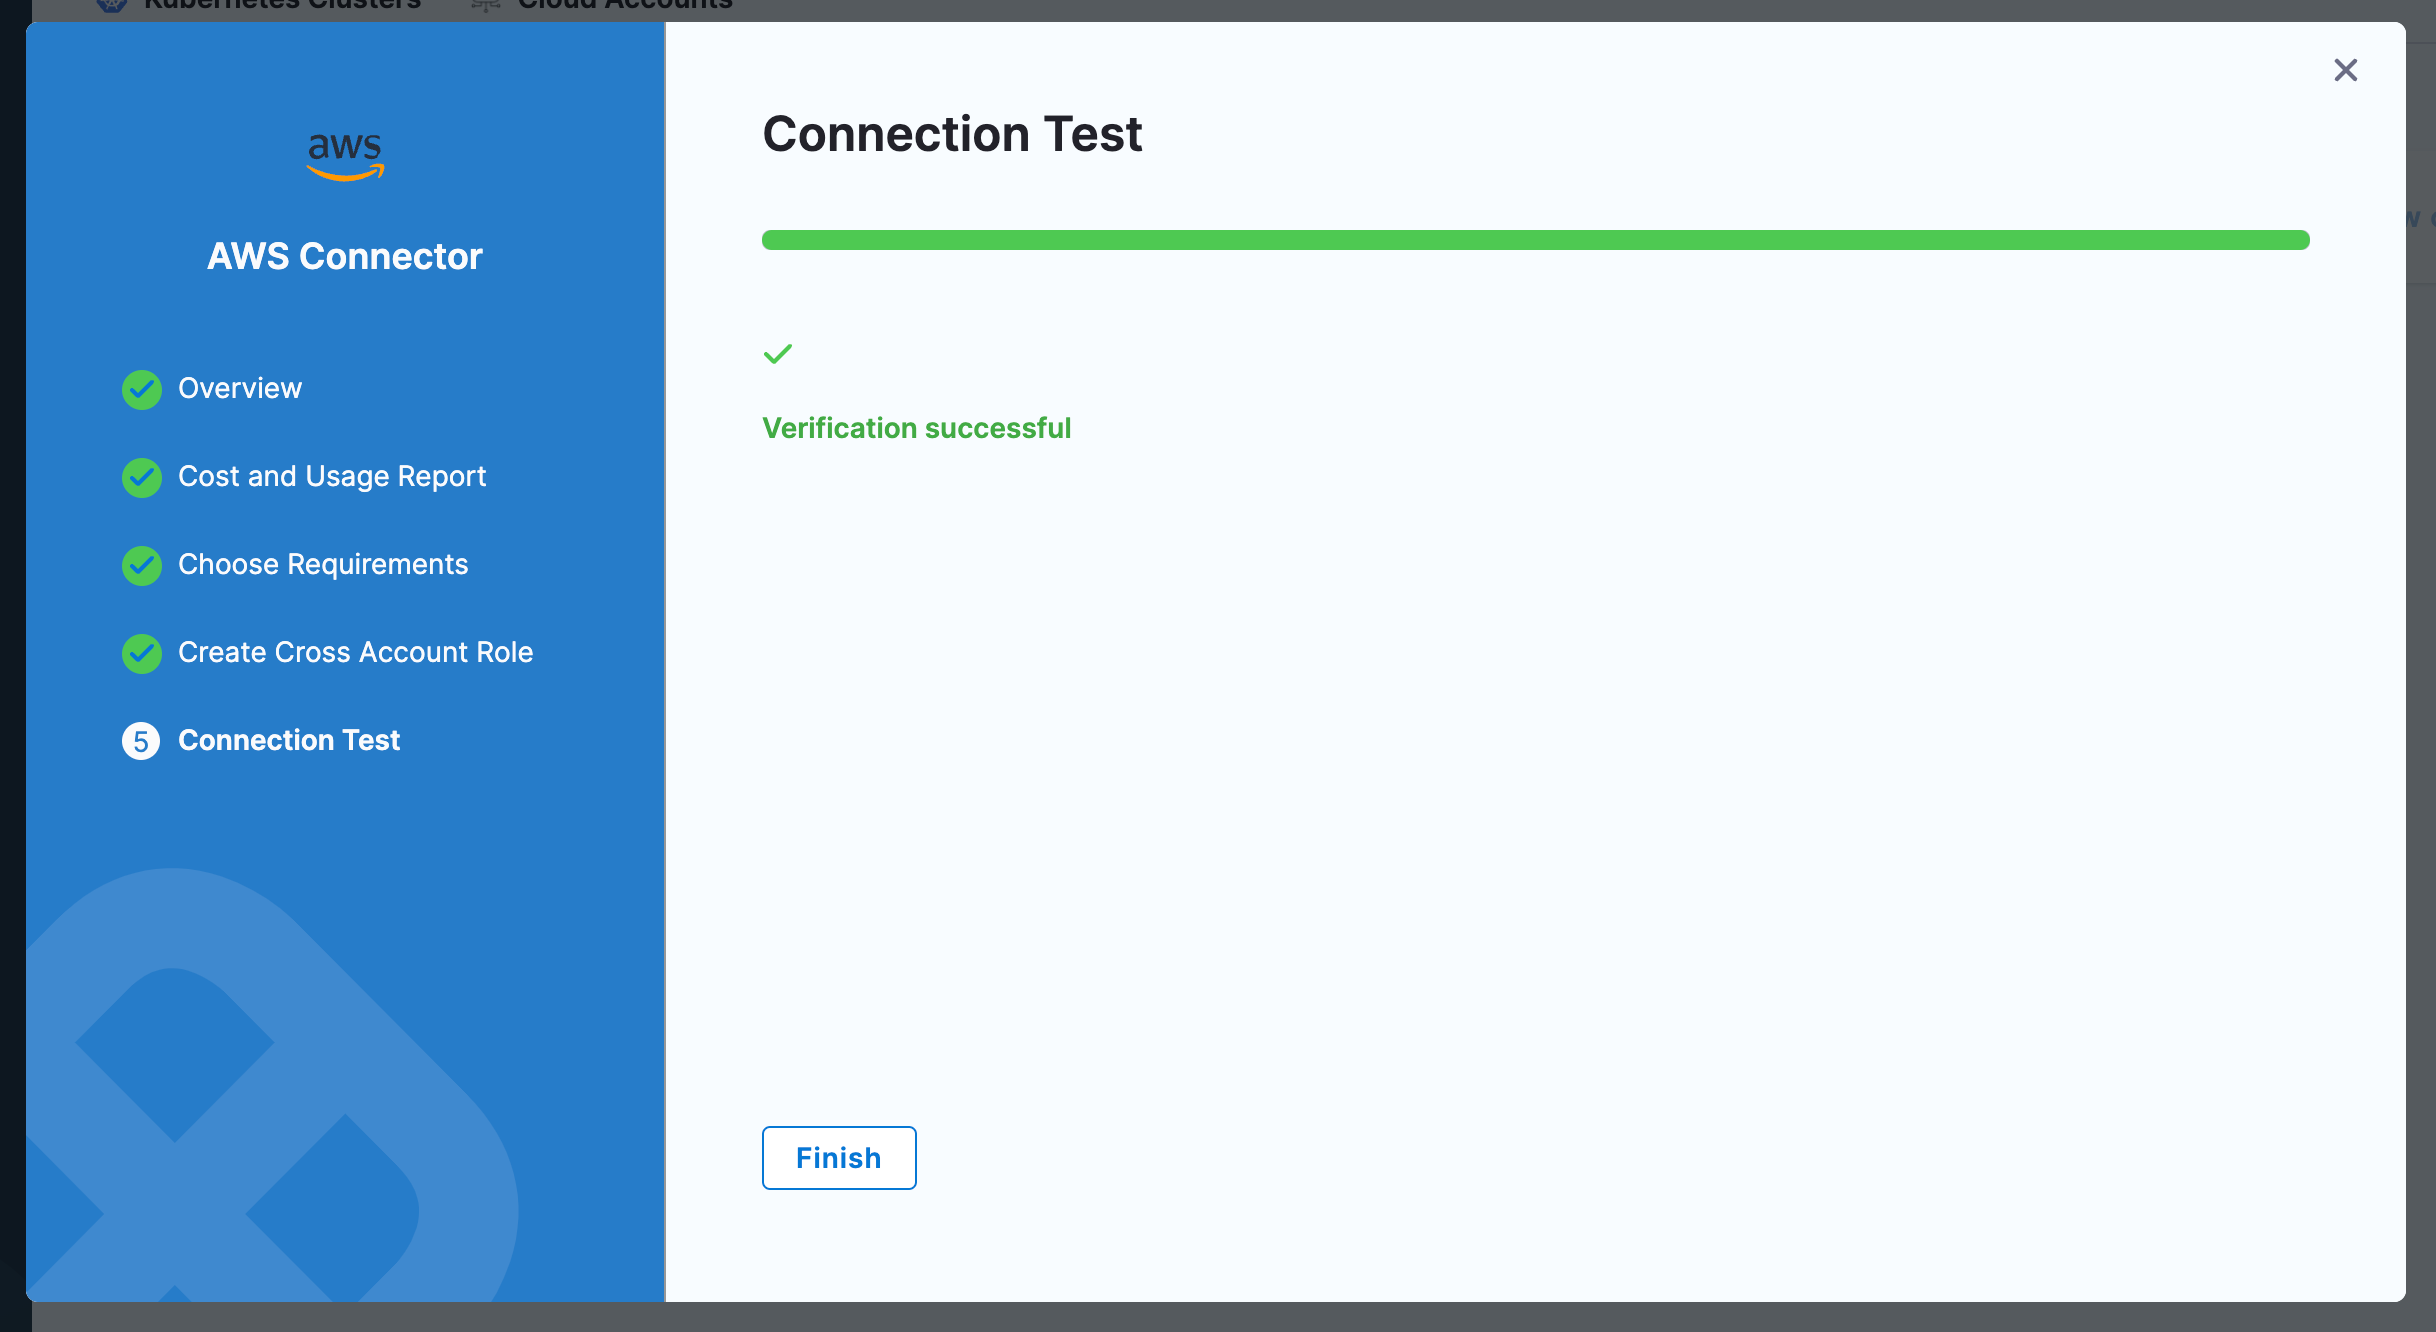 Kubernetes Clusters
Cloud Accounts
aws
AWS Connector
Overview
Cost and Usage Report
Choose Requirements
Create Cross Account Role
5 Connection Test
Connection Test
Verification successful
Finish